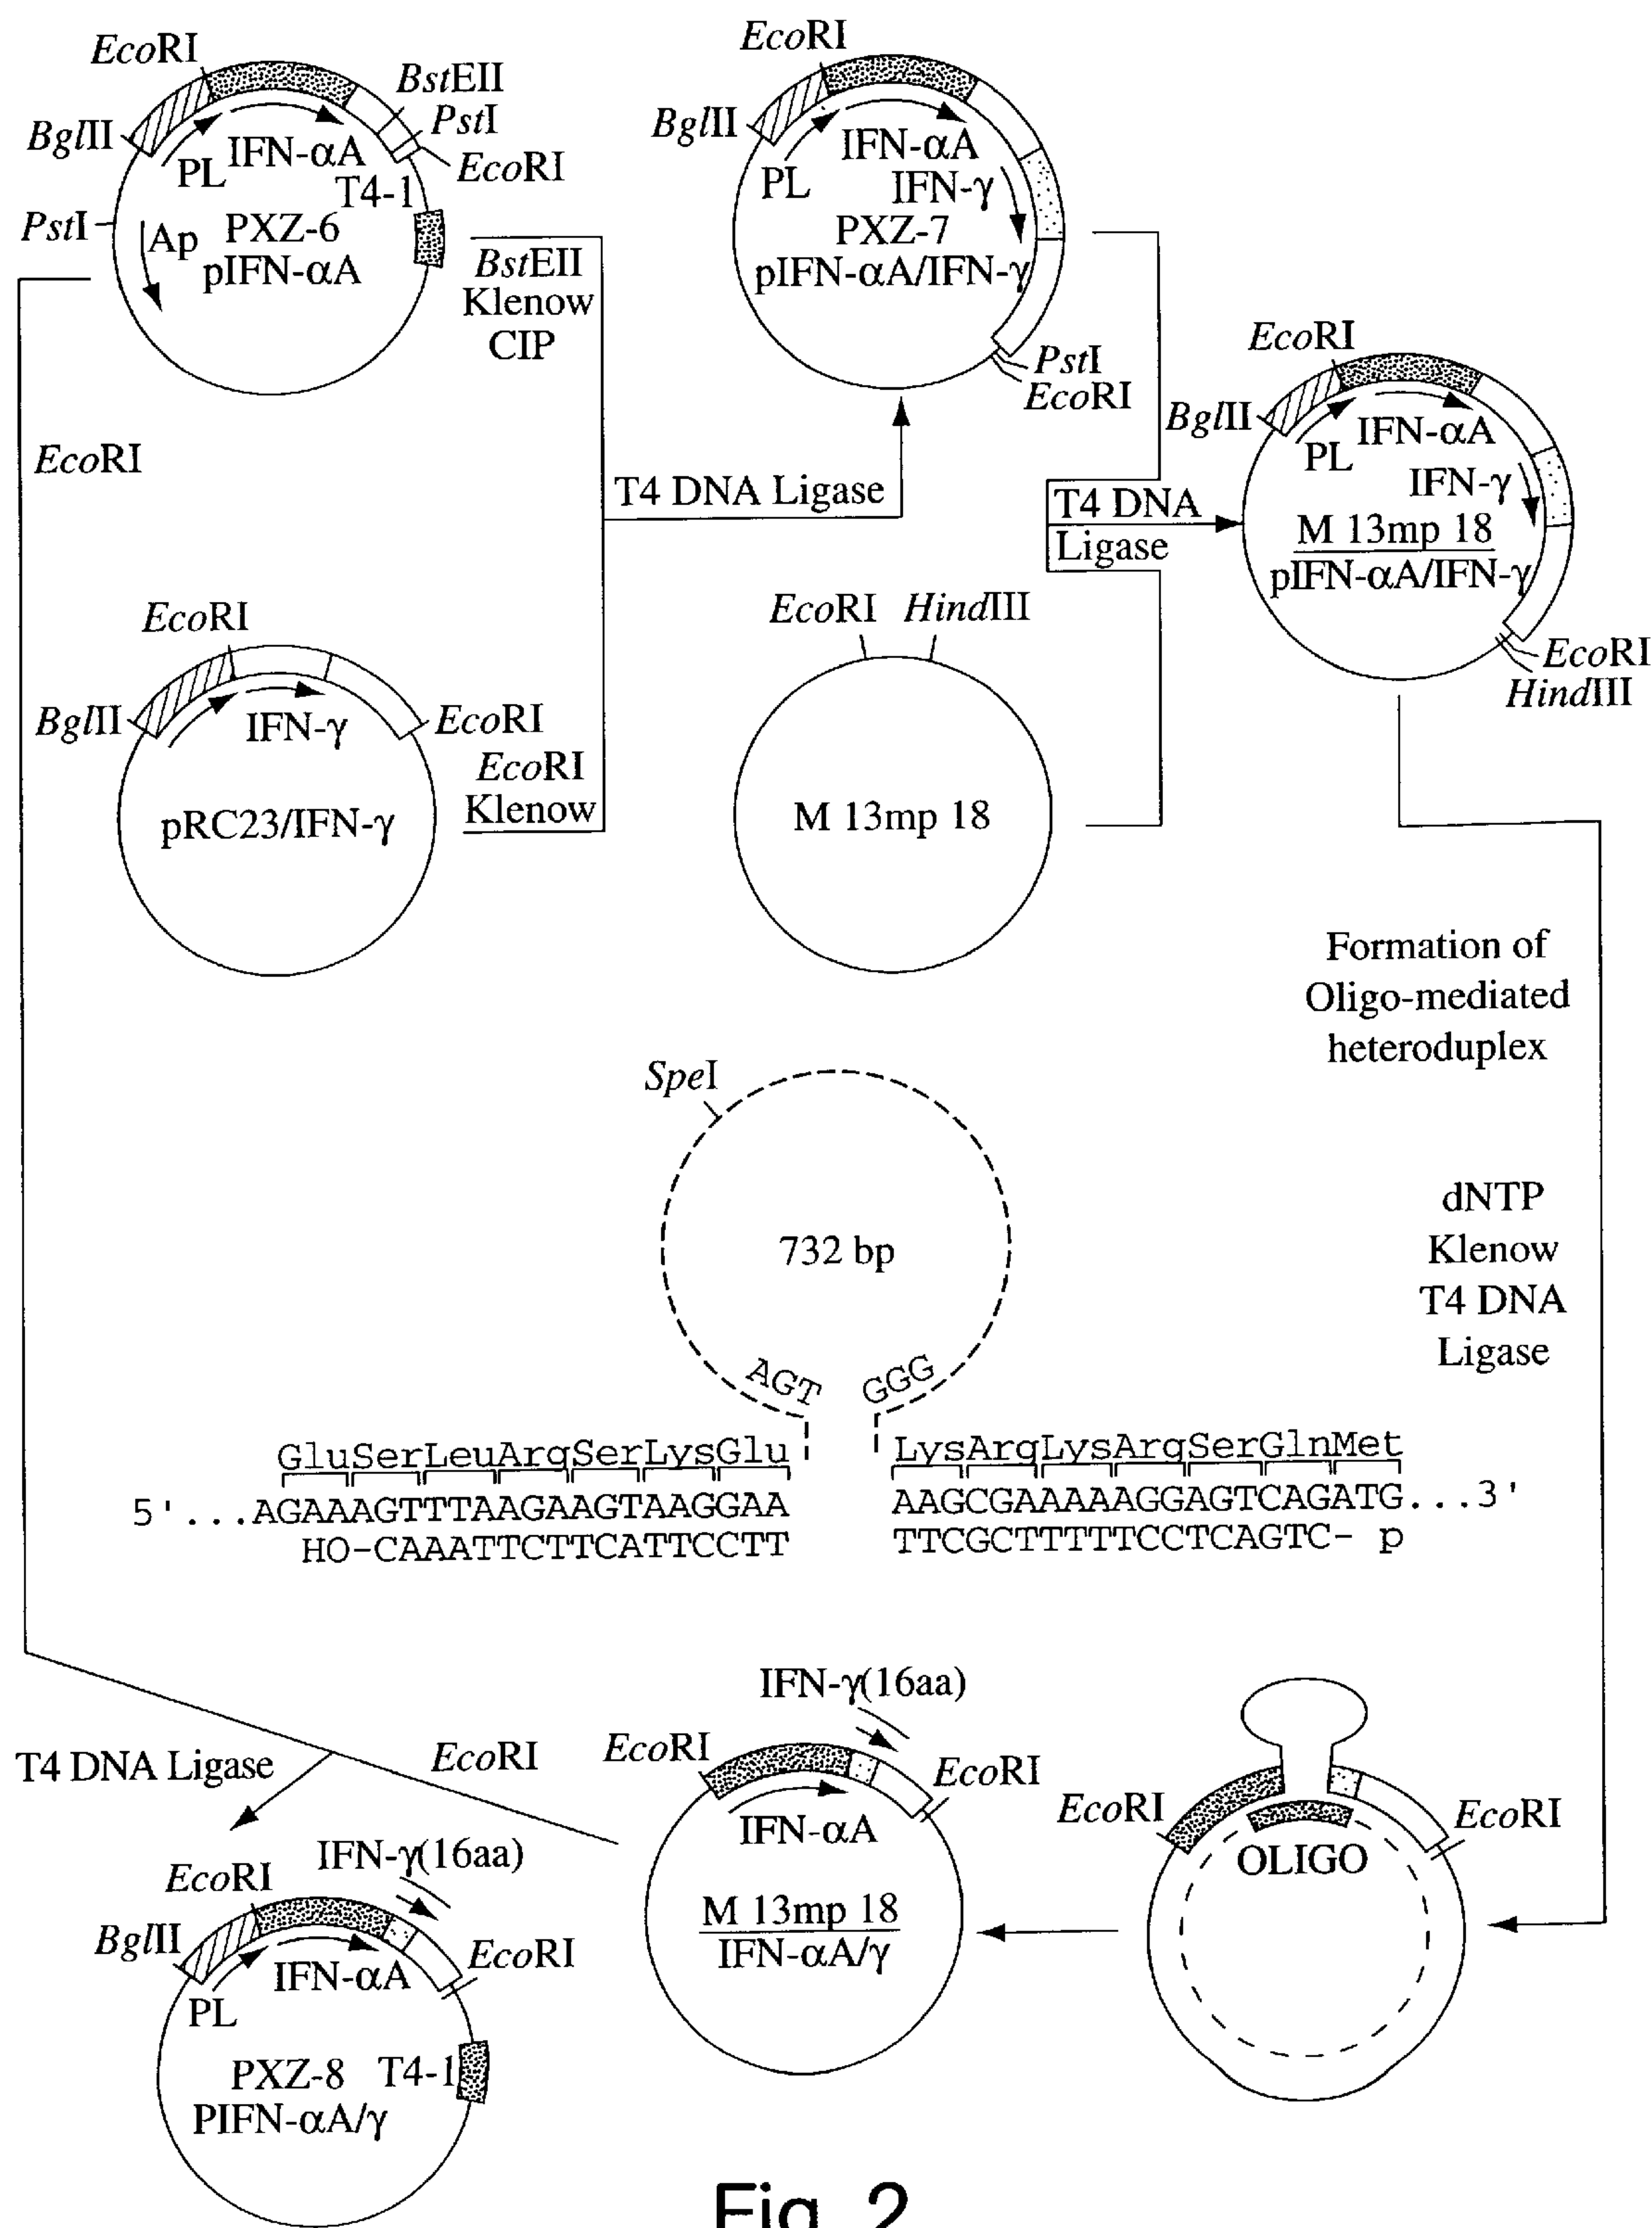 EcoRI
BstEII
PstI
EcoRI
BglII
PL
IFN-αA
T4-1
PstI
Ap
PXZ-6
pIFN-αA
BstEII
Klenow
CIP
EcoRI
EcoRI
BglII
PL
IFN-αA
IFN-γ
PXZ-7
pIFN-αA/IFN-γ
PstI
EcoRI
T4 DNA Ligase
T4 DNA
Ligase
EcoRI
BglII
PL
IFN-αA
IFN-γ
M 13mp 18
pIFN-αA/IFN-γ
EcoRI
HindIII
EcoRI
BglII
IFN-γ
EcoRI
EcoRI
Klenow
pRC23/IFN-γ
EcoRI HindIII
M 13mp 18
Formation of
Oligo-mediated
heteroduplex
SpeI
732 bp
AGT GGG
dNTP
Klenow
T4 DNA
Ligase
GluSerLeuArgSerLysGlu LysArgLysArgSerGlnMet
5'...AGAAAGTTTAAGAAGTAAGGAA AAGCGAAAAAGGAGTCAGATG...3'
HO-CAAATTCTTCATTCCTT TTCGCTTTTTCCTCAGTC- p
T4 DNA Ligase
EcoRI
IFN-γ(16aa)
EcoRI
EcoRI
IFN-αA
M 13mp 18
IFN-αA/γ
EcoRI
EcoRI
OLIGO
IFN-γ(16aa)
EcoRI
BglII
EcoRI
PL
IFN-αA
PXZ-8 T4-1
PIFN-αA/γ
Fig. 2